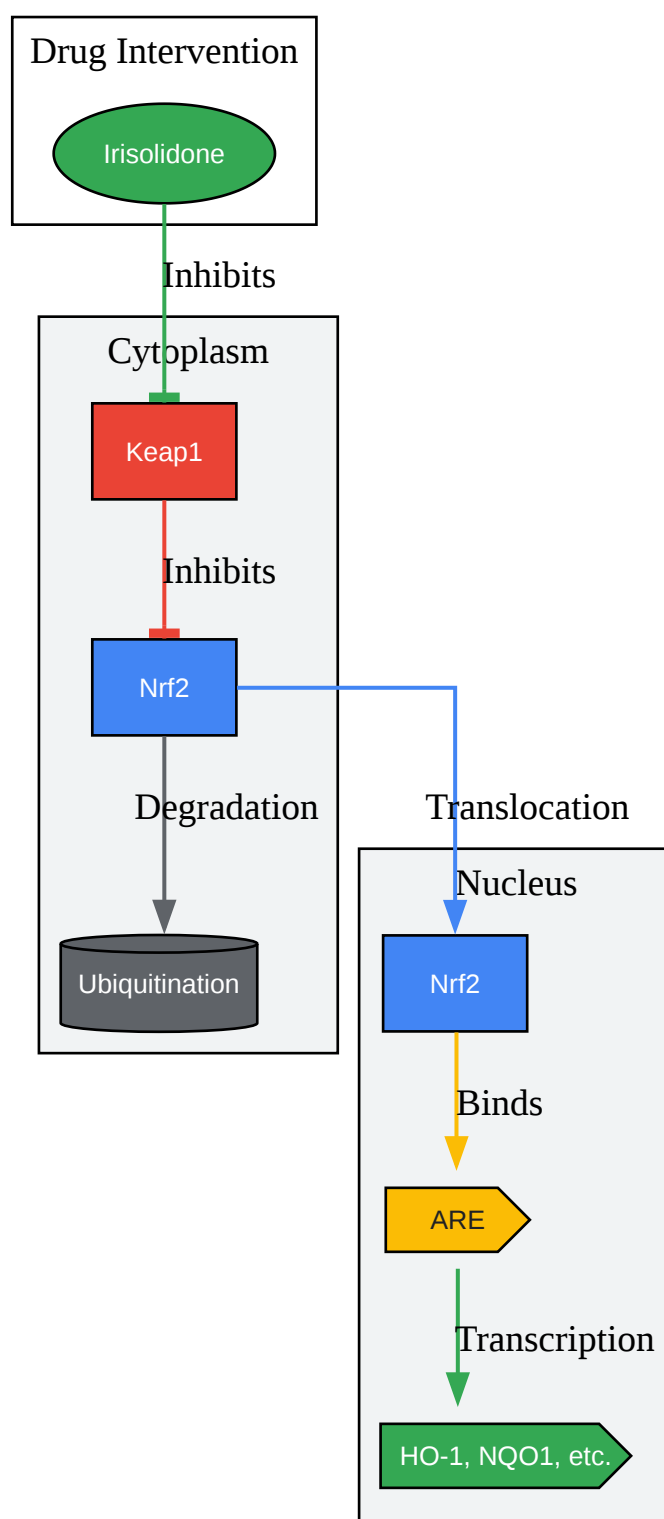 Drug Intervention
Irisolidone
Inhibits
Cytoplasm
Keap1
Inhibits
Nrf2
Degradation
Translocation
Nucleus
Ubiquitination
Nrf2
Binds
ARE
Transcription
HO-1, NQO1, etc.